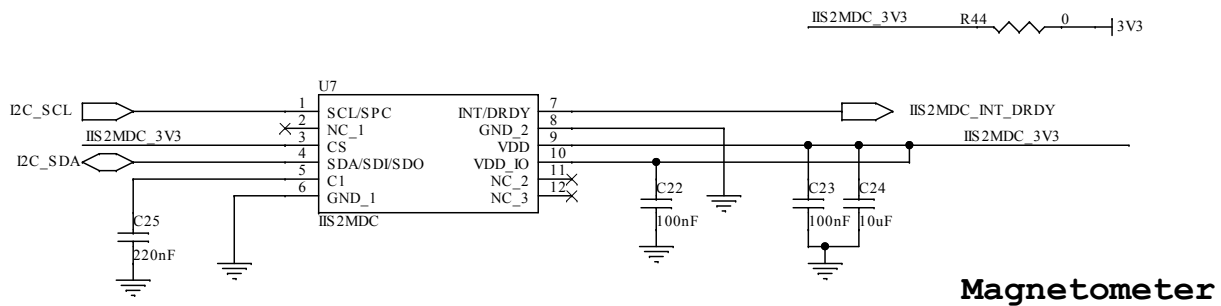 IIS2MDC_3V3 R44 0 3V3
U7
I2C_SCL 1 SCL/SPC INT/DRDY 7 IIS2MDC_INT_DRDY
2 NC_1 GND_2 8
IIS2MDC_3V3 3 CS VDD 9 IIS2MDC_3V3
I2C_SDA 4 SDA/SDI/SDO VDD_IO 10
5 C1 NC_2 11
6 GND_1 NC_3 12
IIS2MDC
C25
220nF
C22
100nF
C23
100nF
C24
10uF
Magnetometer